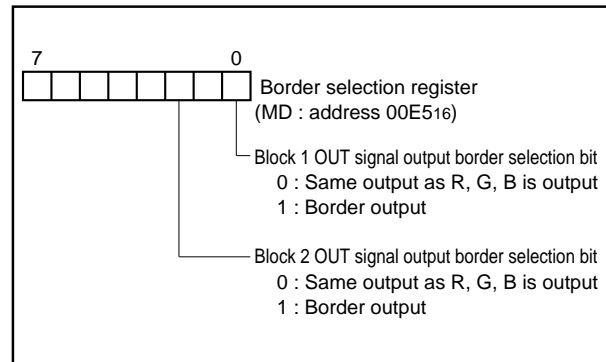 7 0
Border selection register
(MD : address 00E516)
Block 1 OUT signal output border selection bit
0 : Same output as R, G, B is output
1 : Border output
Block 2 OUT signal output border selection bit
0 : Same output as R, G, B is output
1 : Border output